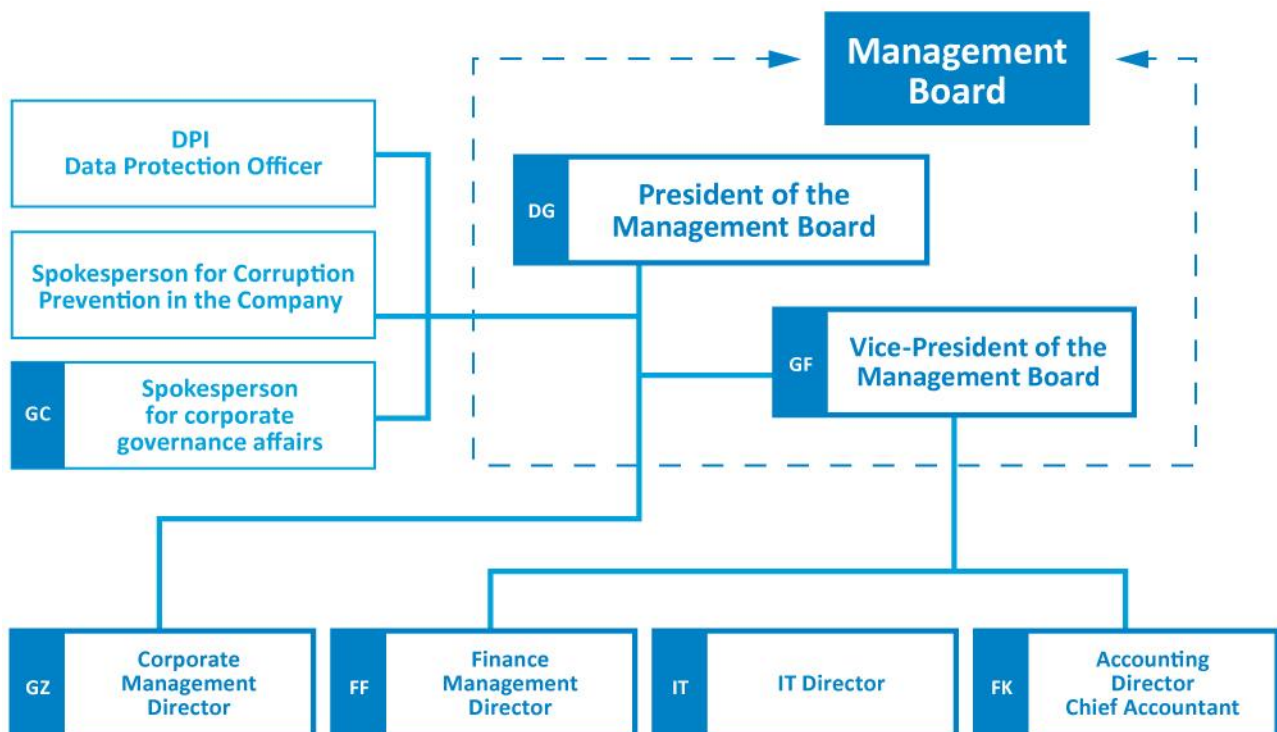 Management
Board
DPI
Data Protection Officer
DG
President of the
Management Board
Spokesperson for Corruption
Prevention in the Company
GF
Vice-President of the
Management Board
GC
Spokesperson
for corporate
governance affairs
GZ
Corporate
Management
Director
FF
Finance
Management
Director
IT
IT Director
FK
Accounting
Director
Chief Accountant